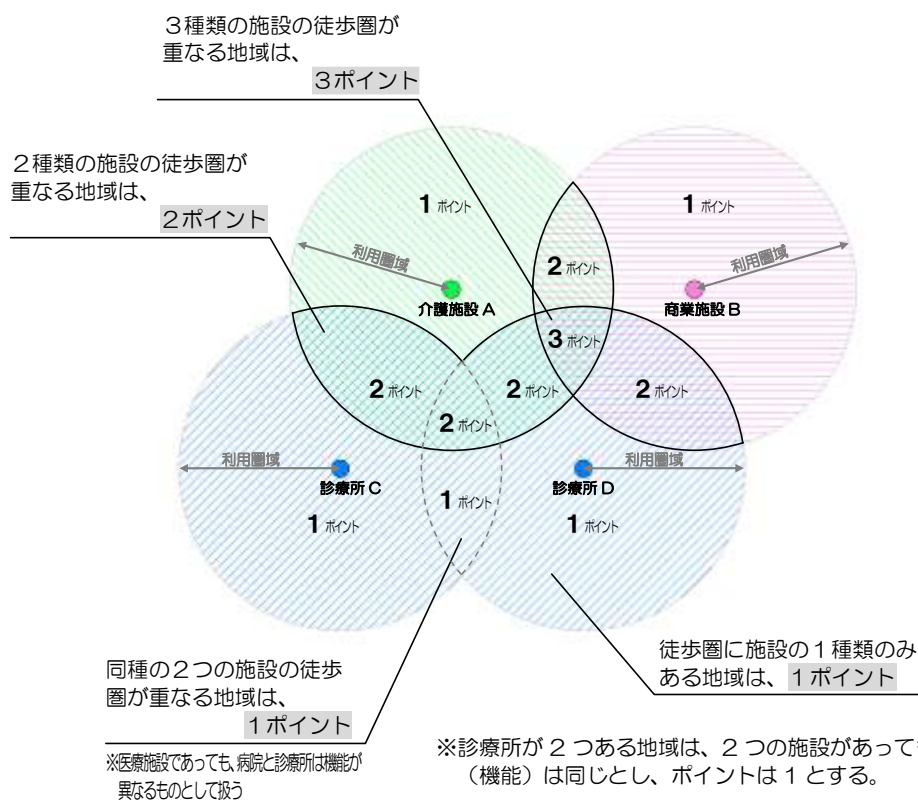 ３種類の施設の徒歩圏が
重なる地域は、
３ポイント
２種類の施設の徒歩圏が
重なる地域は、
２ポイント
1 ポイント
1 ポイント
利用圏域
利用圏域
2 ポイント
介護施設 A
商業施設 B
3 ポイント
2 ポイント
2 ポイント
2 ポイント
2 ポイント
利用圏域
利用圏域
診療所 C
診療所 D
1 ポイント
1 ポイント
1 ポイント
同種の２つの施設の徒歩
圏が重なる地域は、
１ポイント
※医療施設であっても、病院と診療所は機能が
異なるものとして扱う
徒歩圏に施設の１種類のみ
ある地域は、１ポイント
※診療所が 2 つある地域は、2 つの施設があって
（機能）は同じとし、ポイントは 1 とする。